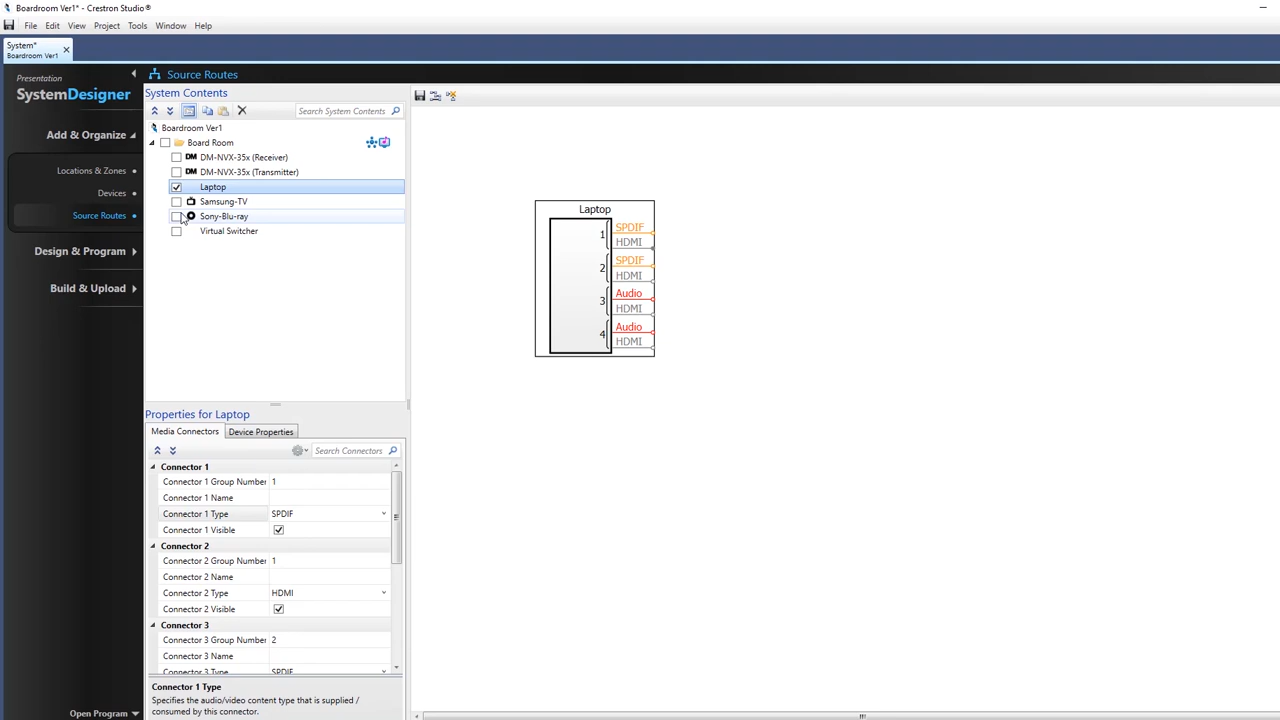 Boardroom Ver1* - Crestron Studio®
File Edit View Project Tools Window Help
System*
Boardroom Ver1
Presentation
SystemDesigner
Add & Organize
Locations & Zones
Devices
Source Routes
Design & Program
Build & Upload
Open Program
Source Routes
System Contents
Search System Contents
Boardroom Ver1
Board Room
DM DM-NVX-35x (Receiver)
DM DM-NVX-35x (Transmitter)
Laptop
Samsung-TV
Sony-Blu-ray
Virtual Switcher
Properties for Laptop
Media Connectors Device Properties
Search Connectors
Connector 1
Connector 1 Group Number 1
Connector 1 Name
Connector 1 Type SPDIF
Connector 1 Visible
Connector 2
Connector 2 Group Number 1
Connector 2 Name
Connector 2 Type HDMI
Connector 2 Visible
Connector 3
Connector 3 Group Number 2
Connector 3 Name
Connector 3 Type SPDIF
Connector 1 Type
Specifies the audio/video content type that is supplied /
consumed by this connector.
Laptop
1 SPDIF
HDMI
2 SPDIF
HDMI
3 Audio
HDMI
4 Audio
HDMI